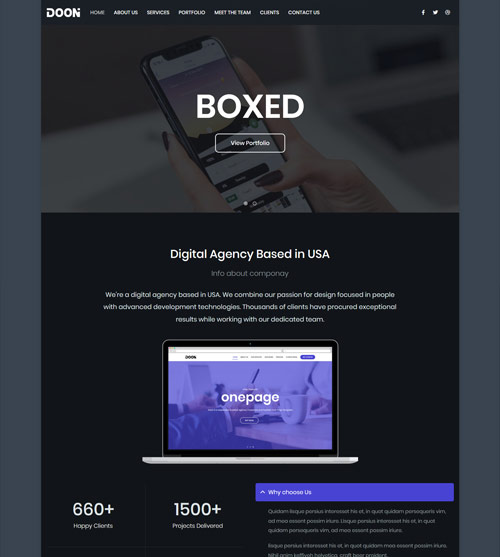 DOON HOME ABOUT US SERVICES PORTFOLIO MEET THE TEAM CLIENTS CONTACT US
BOXED
View Portfolio
Digital Agency Based in USA
Info about componay
We're a digital agency based in USA. We combine our passion for design focused in people
with advanced development technologies. Thousands of clients have procured exceptional
results while working with our dedicated team.
DOON
onepage
660+
Happy Clients
1500+
Projects Delivered
Why choose Us
Quidam lisque persius interesset his et, in quot quidam persequeris vim,
ad mea essent possim iriure. Lisque persius interesset his et, in quot
quidam persequeris vim, ad mea essent possim iriure.
lisque persius interesset his et, in quot quidam mea essent possim iriure.